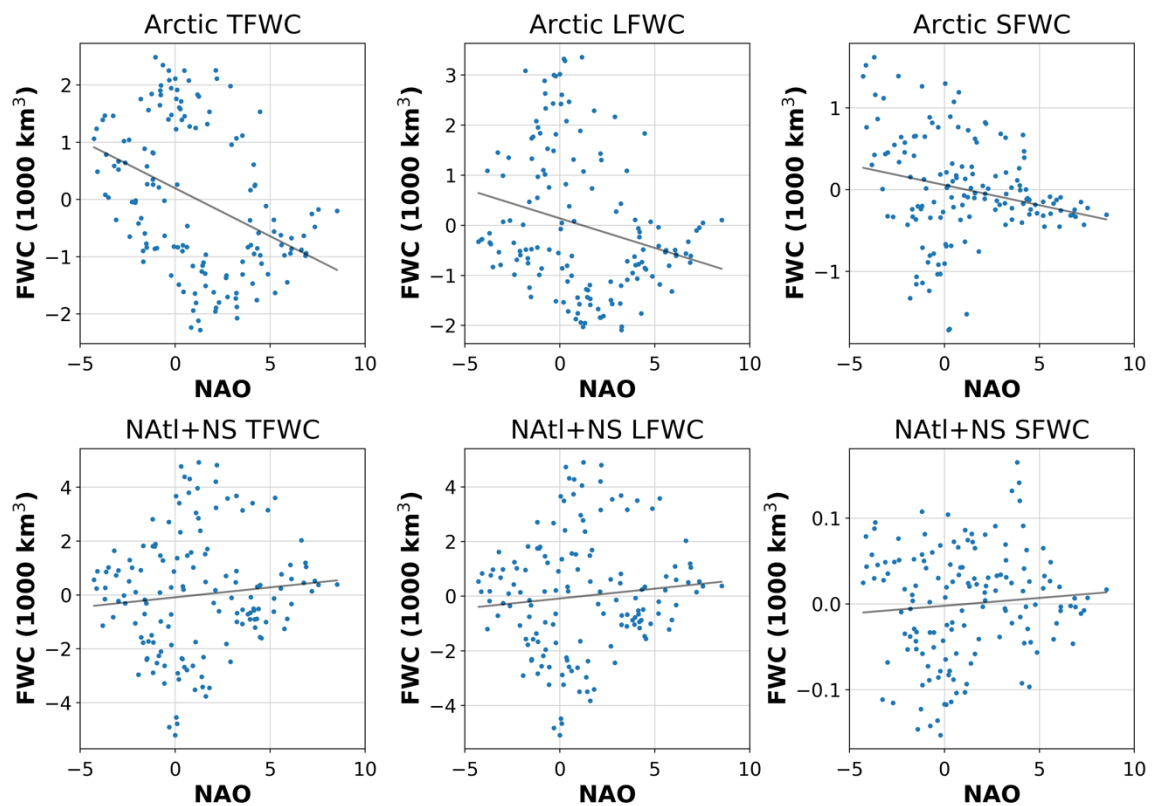 Arctic TFWC
Arctic LFWC
Arctic SFWC
FWC (1000 km³)
2
1
0
−1
−2
−5
0
5
10
NAO
FWC (1000 km³)
3
2
1
0
−1
−2
−5
0
5
10
NAO
FWC (1000 km³)
1
0
−1
−5
0
5
10
NAO
NAtl+NS TFWC
NAtl+NS LFWC
NAtl+NS SFWC
FWC (1000 km³)
4
2
0
−2
−4
−5
0
5
10
NAO
FWC (1000 km³)
4
2
0
−2
−4
−5
0
5
10
NAO
FWC (1000 km³)
0.1
0.0
−0.1
−5
0
5
10
NAO